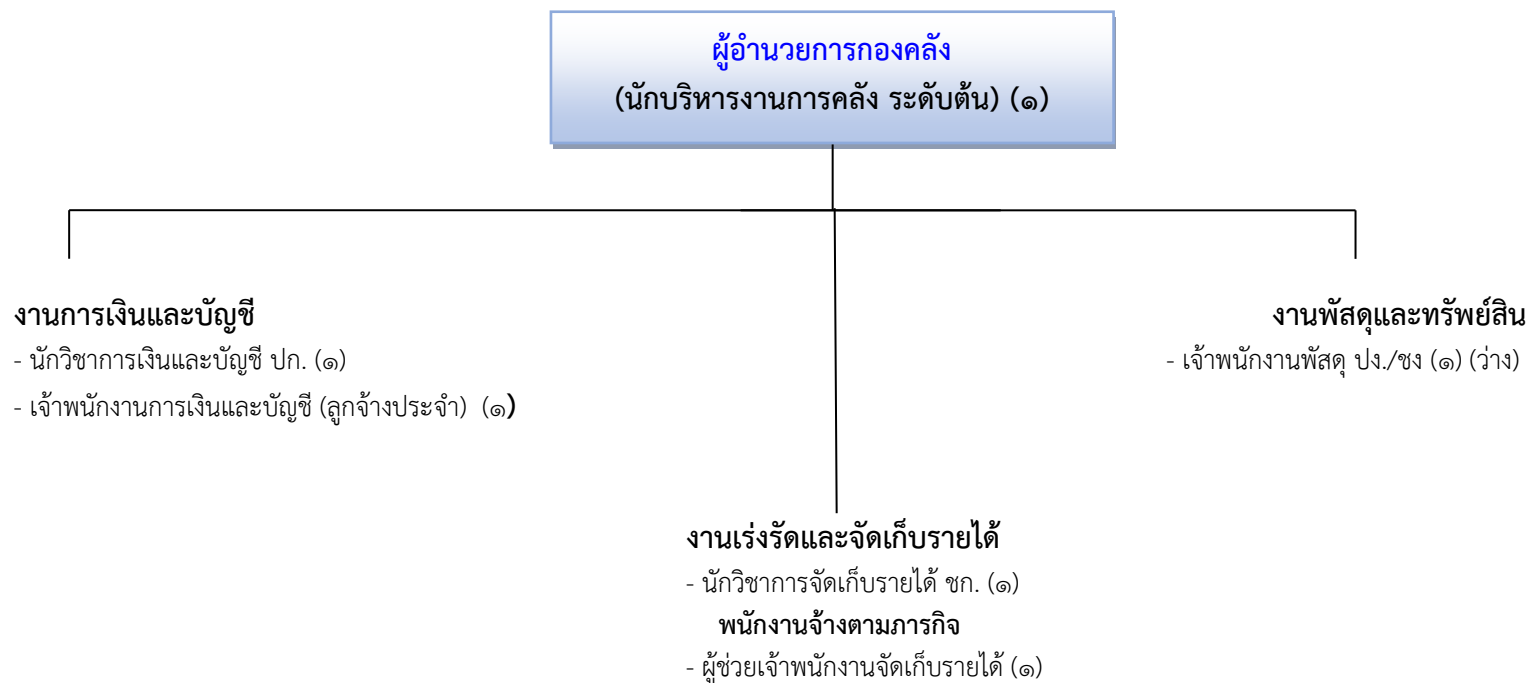 ผู้อำนวยการกองคลัง
(นักบริหารงานการคลัง ระดับต้น) (๑)
งานการเงินและบัญชี
- นักวิชาการเงินและบัญชี ปก. (๑)
- เจ้าพนักงานการเงินและบัญชี (ลูกจ้างประจำ) (๑)
งานพัสดุและทรัพย์สิน
- เจ้าพนักงานพัสดุ ปง./ชง (๑) (ว่าง)
งานเร่งรัดและจัดเก็บรายได้
- นักวิชาการจัดเก็บรายได้ ชก. (๑)
พนักงานจ้างตามภารกิจ
- ผู้ช่วยเจ้าพนักงานจัดเก็บรายได้ (๑)